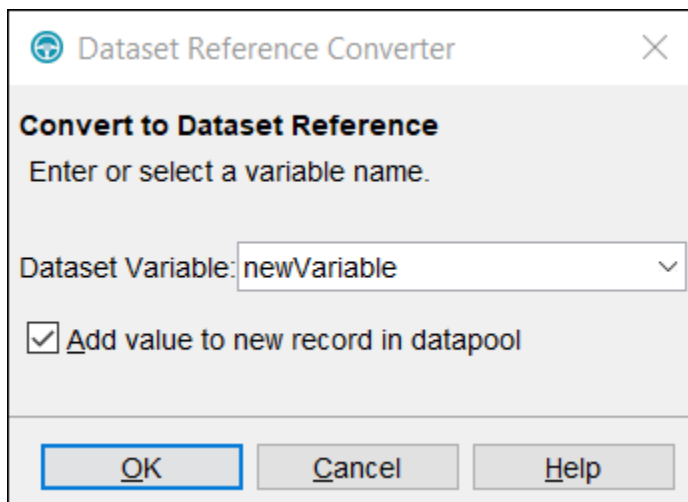 Dataset Reference Converter
Convert to Dataset Reference
Enter or select a variable name.
Dataset Variable: newVariable
Add value to new record in datapool
OK Cancel Help